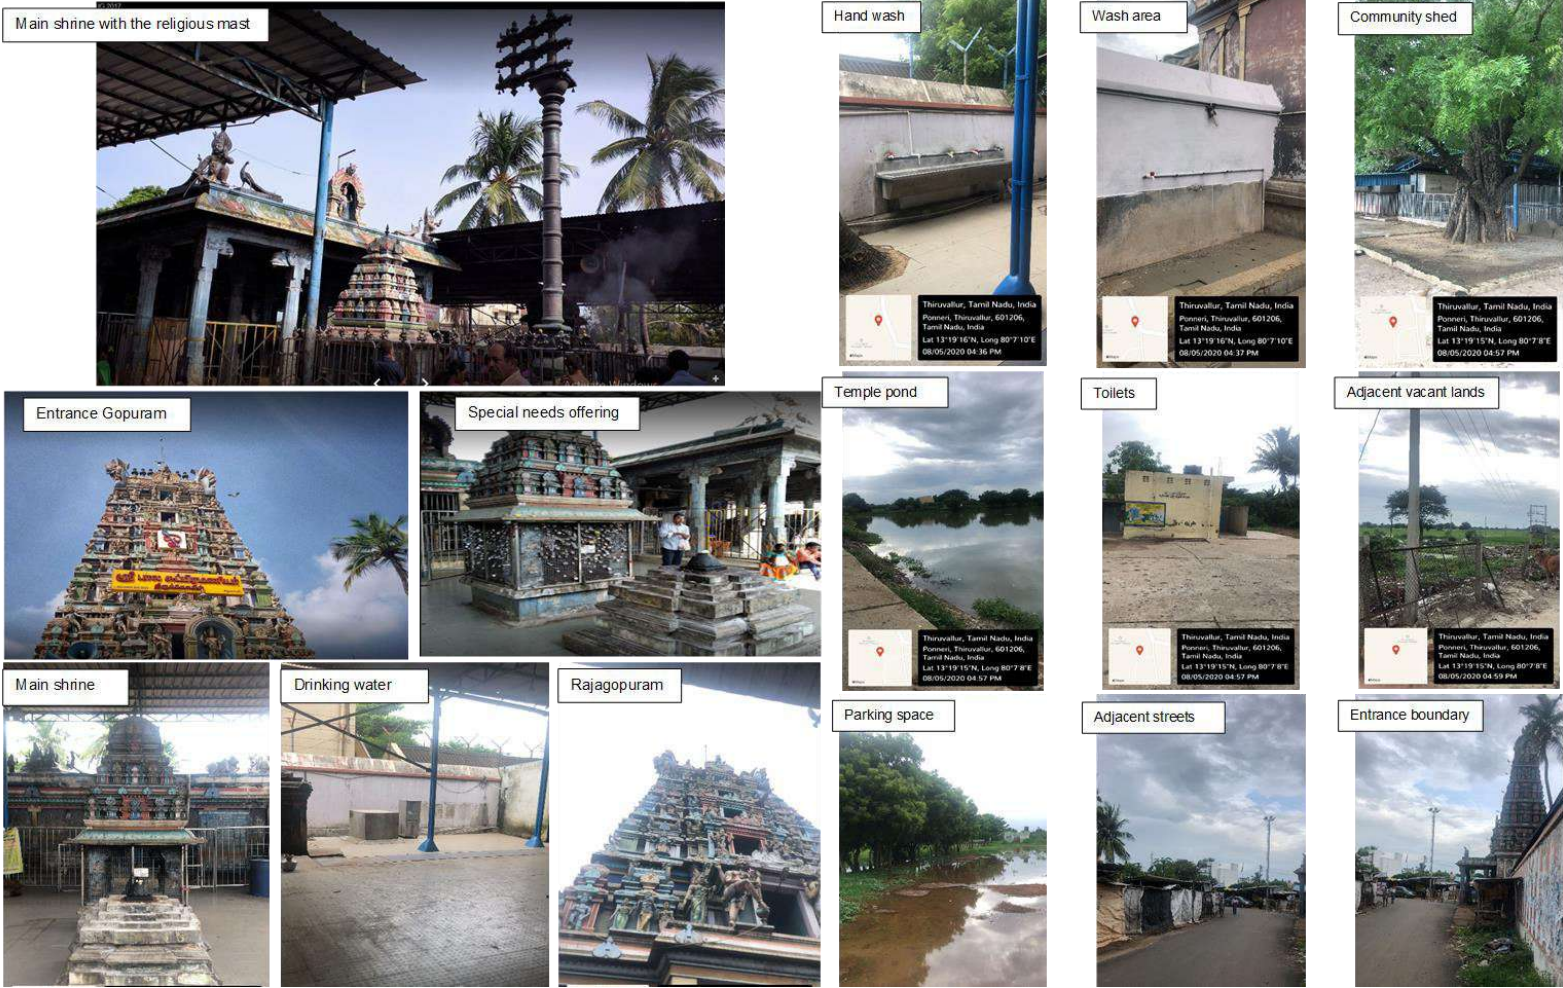 Main shrine with the religious mast
Hand wash
Wash area
Community shed
Thiruvallur, Tamil Nadu, India
Ponneri, Thiruvallur, 601206,
Tamil Nadu, India
Lat 13°19'16"N, Long 80°7'10"E
08/05/2020 04:36 PM
Thiruvallur, Tamil Nadu, India
Ponneri, Thiruvallur, 601206,
Tamil Nadu, India
Lat 13°19'16"N, Long 80°7'10"E
08/05/2020 04:37 PM
Thiruvallur, Tamil Nadu, India
Ponneri, Thiruvallur, 601206,
Tamil Nadu, India
Lat 13°19'15"N, Long 80°7'8"E
08/05/2020 04:57 PM
Entrance Gopuram
Special needs offering
Temple pond
Toilets
Adjacent vacant lands
Thiruvallur, Tamil Nadu, India
Ponneri, Thiruvallur, 601206,
Tamil Nadu, India
Lat 13°19'15"N, Long 80°7'8"E
08/05/2020 04:57 PM
Thiruvallur, Tamil Nadu, India
Ponneri, Thiruvallur, 601206,
Tamil Nadu, India
Lat 13°19'15"N, Long 80°7'8"E
08/05/2020 04:57 PM
Thiruvallur, Tamil Nadu, India
Ponneri, Thiruvallur, 601206,
Tamil Nadu, India
Lat 13°19'15"N, Long 80°7'8"E
08/05/2020 04:59 PM
Main shrine
Drinking water
Rajagopuram
Parking space
Adjacent streets
Entrance boundary